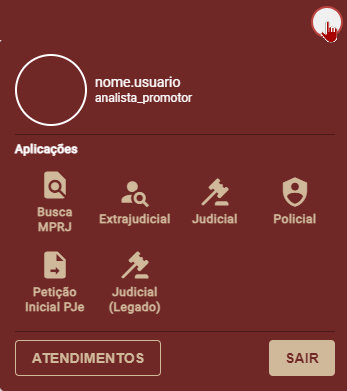 nome.usuario
analista_promotor
Aplicações
Busca
MPRJ
Extrajudicial
Judicial
Policial
Petição
Inicial PJe
Judicial
(Legado)
ATENDIMENTOS
SAIR